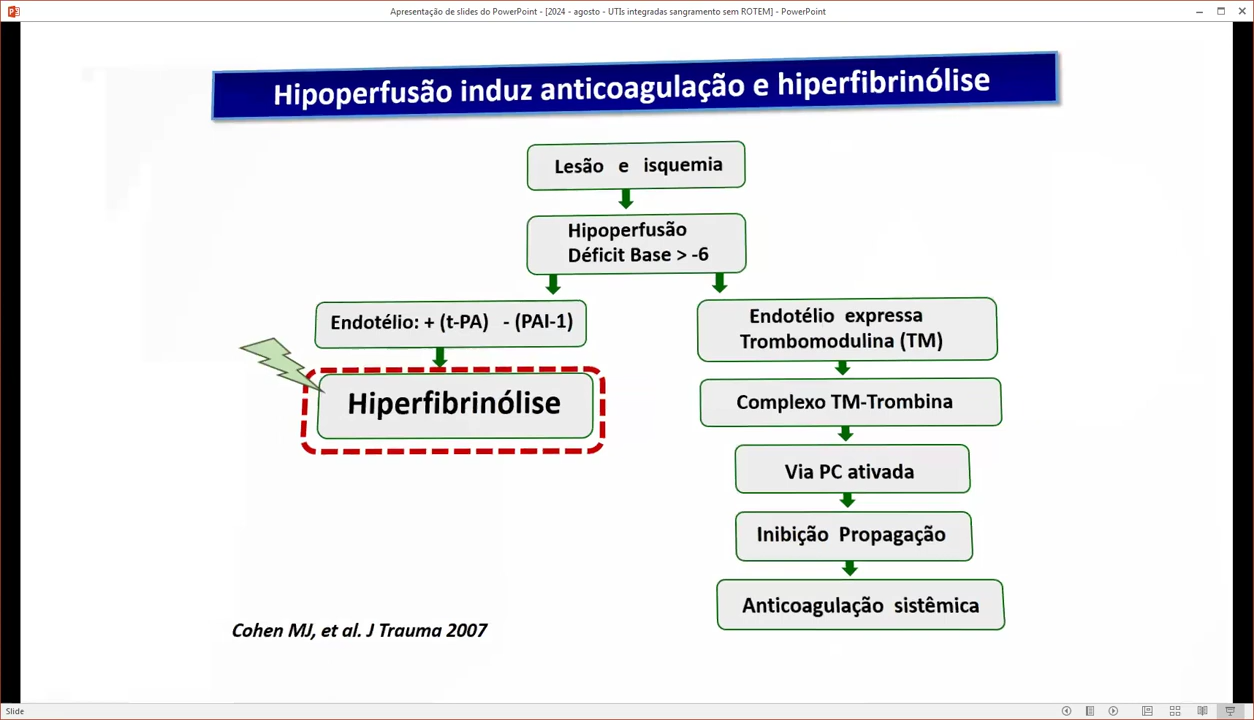 Apresentação de slides do PowerPoint - [2024 - agosto - UTIs integradas sangramento sem ROTEM] - PowerPoint
Hipoperfusão induz anticoagulação e hiperfibrinólise
Lesão e isquemia
Hipoperfusão
Déficit Base > -6
Endotélio: + (t-PA) - (PAI-1)
Hiperfibrinólise
Endotélio expressa
Trombomodulina (TM)
Complexo TM-Trombina
Via PC ativada
Inibição Propagação
Anticoagulação sistêmica
Cohen MJ, et al. J Trauma 2007
Slide